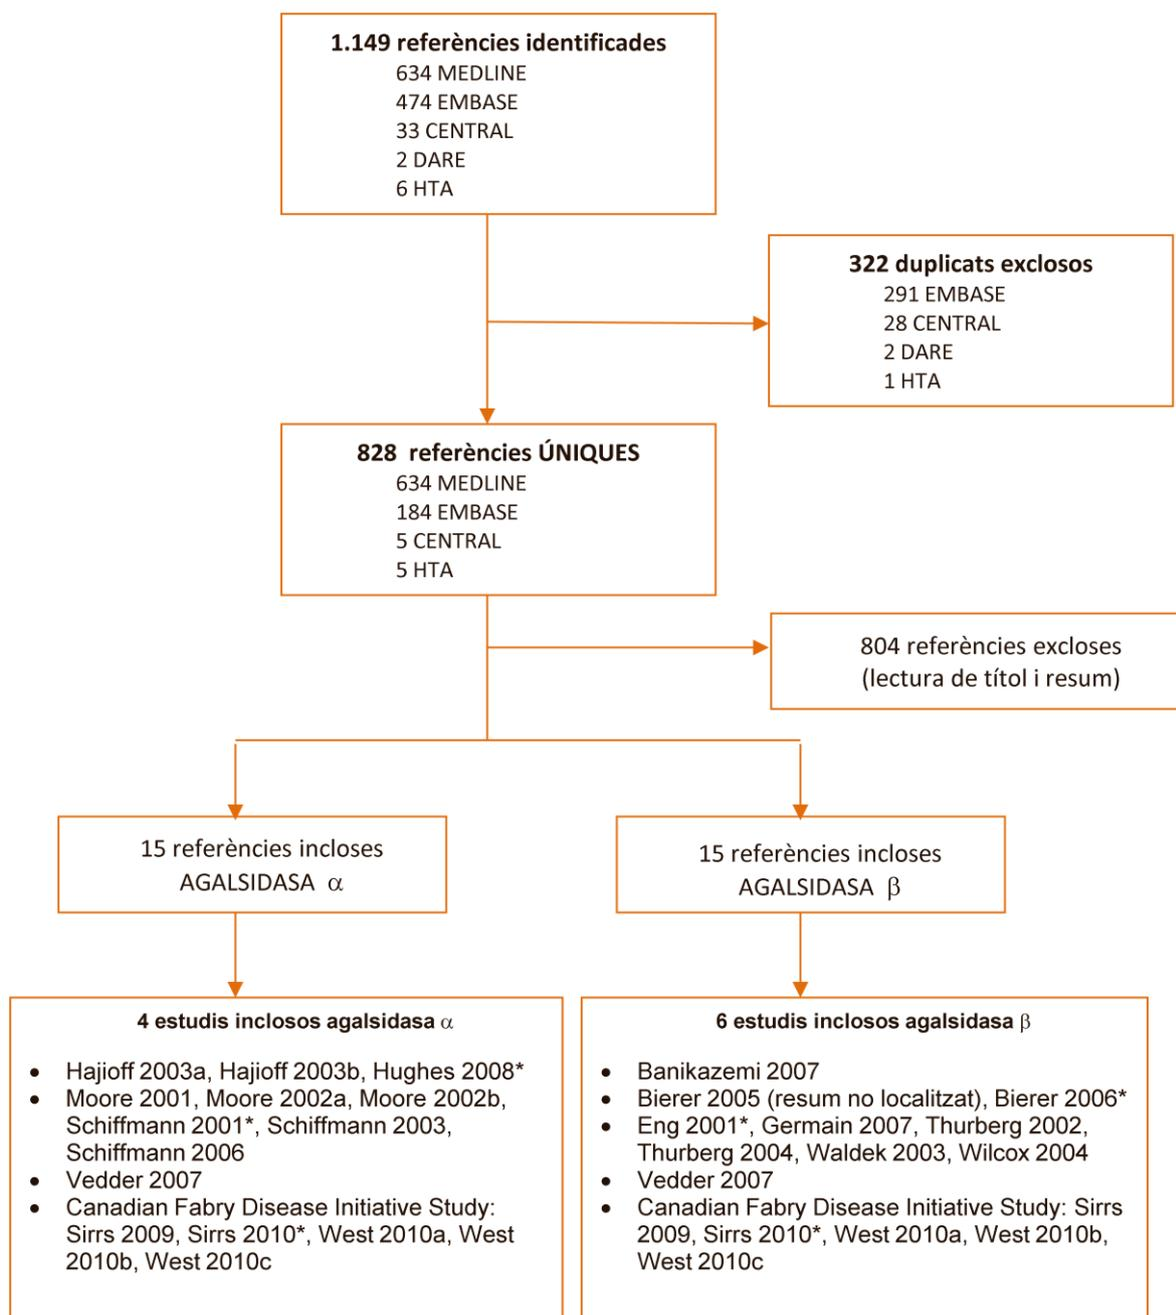 1.149 referències identificades
634 MEDLINE
474 EMBASE
33 CENTRAL
2 DARE
6 HTA
322 duplicats exclosos
291 EMBASE
28 CENTRAL
2 DARE
1 HTA
828 referències ÚNIQUES
634 MEDLINE
184 EMBASE
5 CENTRAL
5 HTA
804 referències excloses
(lectura de títol i resum)
15 referències incloses
AGALSIDASA α
15 referències incloses
AGALSIDASA β
4 estudis inclosos agalsidasa α
• Hajioff 2003a, Hajioff 2003b, Hughes 2008*
• Moore 2001, Moore 2002a, Moore 2002b,
Schiffmann 2001*, Schiffmann 2003,
Schiffmann 2006
• Vedder 2007
• Canadian Fabry Disease Initiative Study:
Sirrs 2009, Sirrs 2010*, West 2010a, West
2010b, West 2010c
6 estudis inclosos agalsidasa β
• Banikazemi 2007
• Bierer 2005 (resum no localitzat), Bierer 2006*
• Eng 2001*, Germain 2007, Thurberg 2002,
Thurberg 2004, Waldek 2003, Wilcox 2004
• Vedder 2007
• Canadian Fabry Disease Initiative Study: Sirrs
2009, Sirrs 2010*, West 2010a, West 2010b,
West 2010c